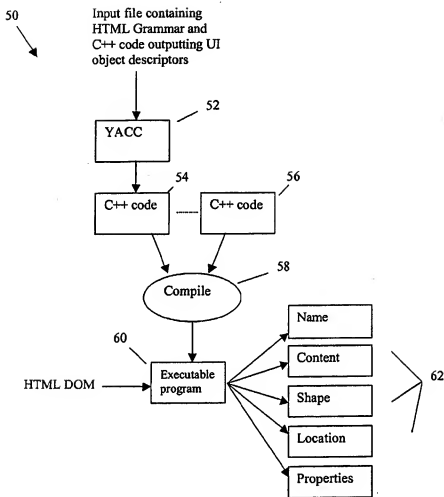 50
Input file containing
HTML Grammar and
C++ code outputting UI
object descriptors
52
YACC
54
56
C++ code
C++ code
58
Compile
60
Name
Content
Executable
program
HTML DOM
62
Shape
Location
Properties